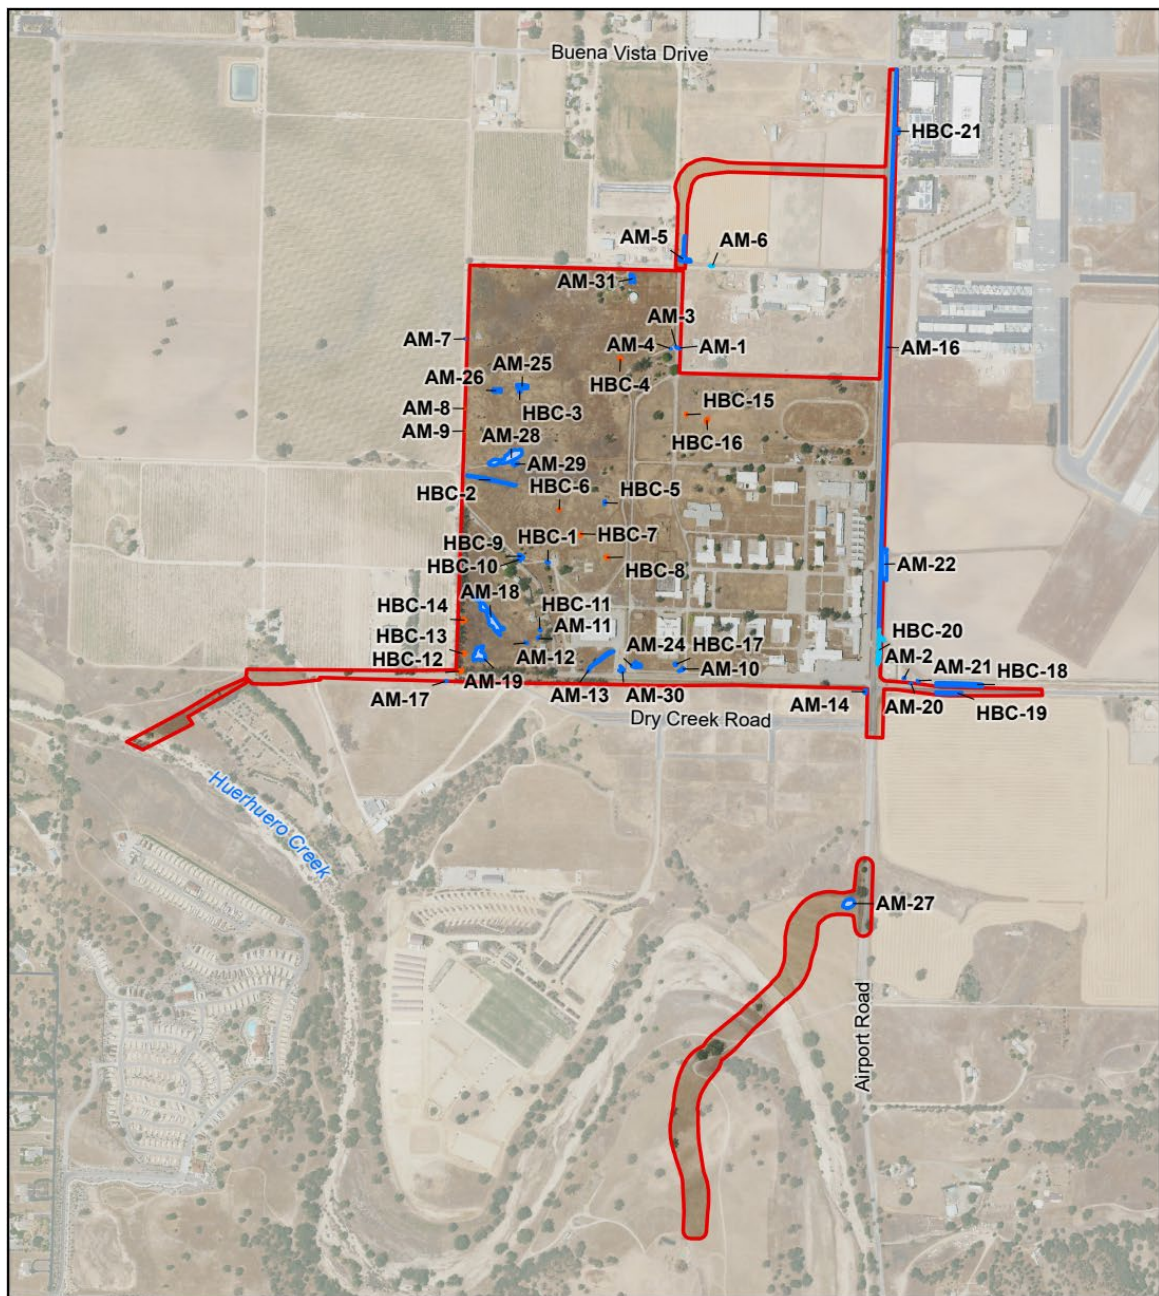 Buena Vista Drive
HBC-21
AM-5
AM-6
AM-31
AM-3
AM-7
AM-4
AM-1
AM-16
HBC-4
AM-25
AM-26
HBC-3
HBC-15
AM-8
AM-9
HBC-16
AM-28
AM-29
HBC-2
HBC-6
HBC-5
HBC-9
HBC-1
HBC-7
HBC-10
HBC-8
AM-22
AM-18
HBC-14
HBC-11
AM-11
HBC-13
HBC-12
AM-12
AM-24
HBC-17
HBC-20
AM-2
AM-10
AM-21
HBC-18
AM-19
AM-17
AM-13
AM-30
AM-14
AM-20
HBC-19
Dry Creek Road
Huerhuero Creek
AM-27
Airport Road